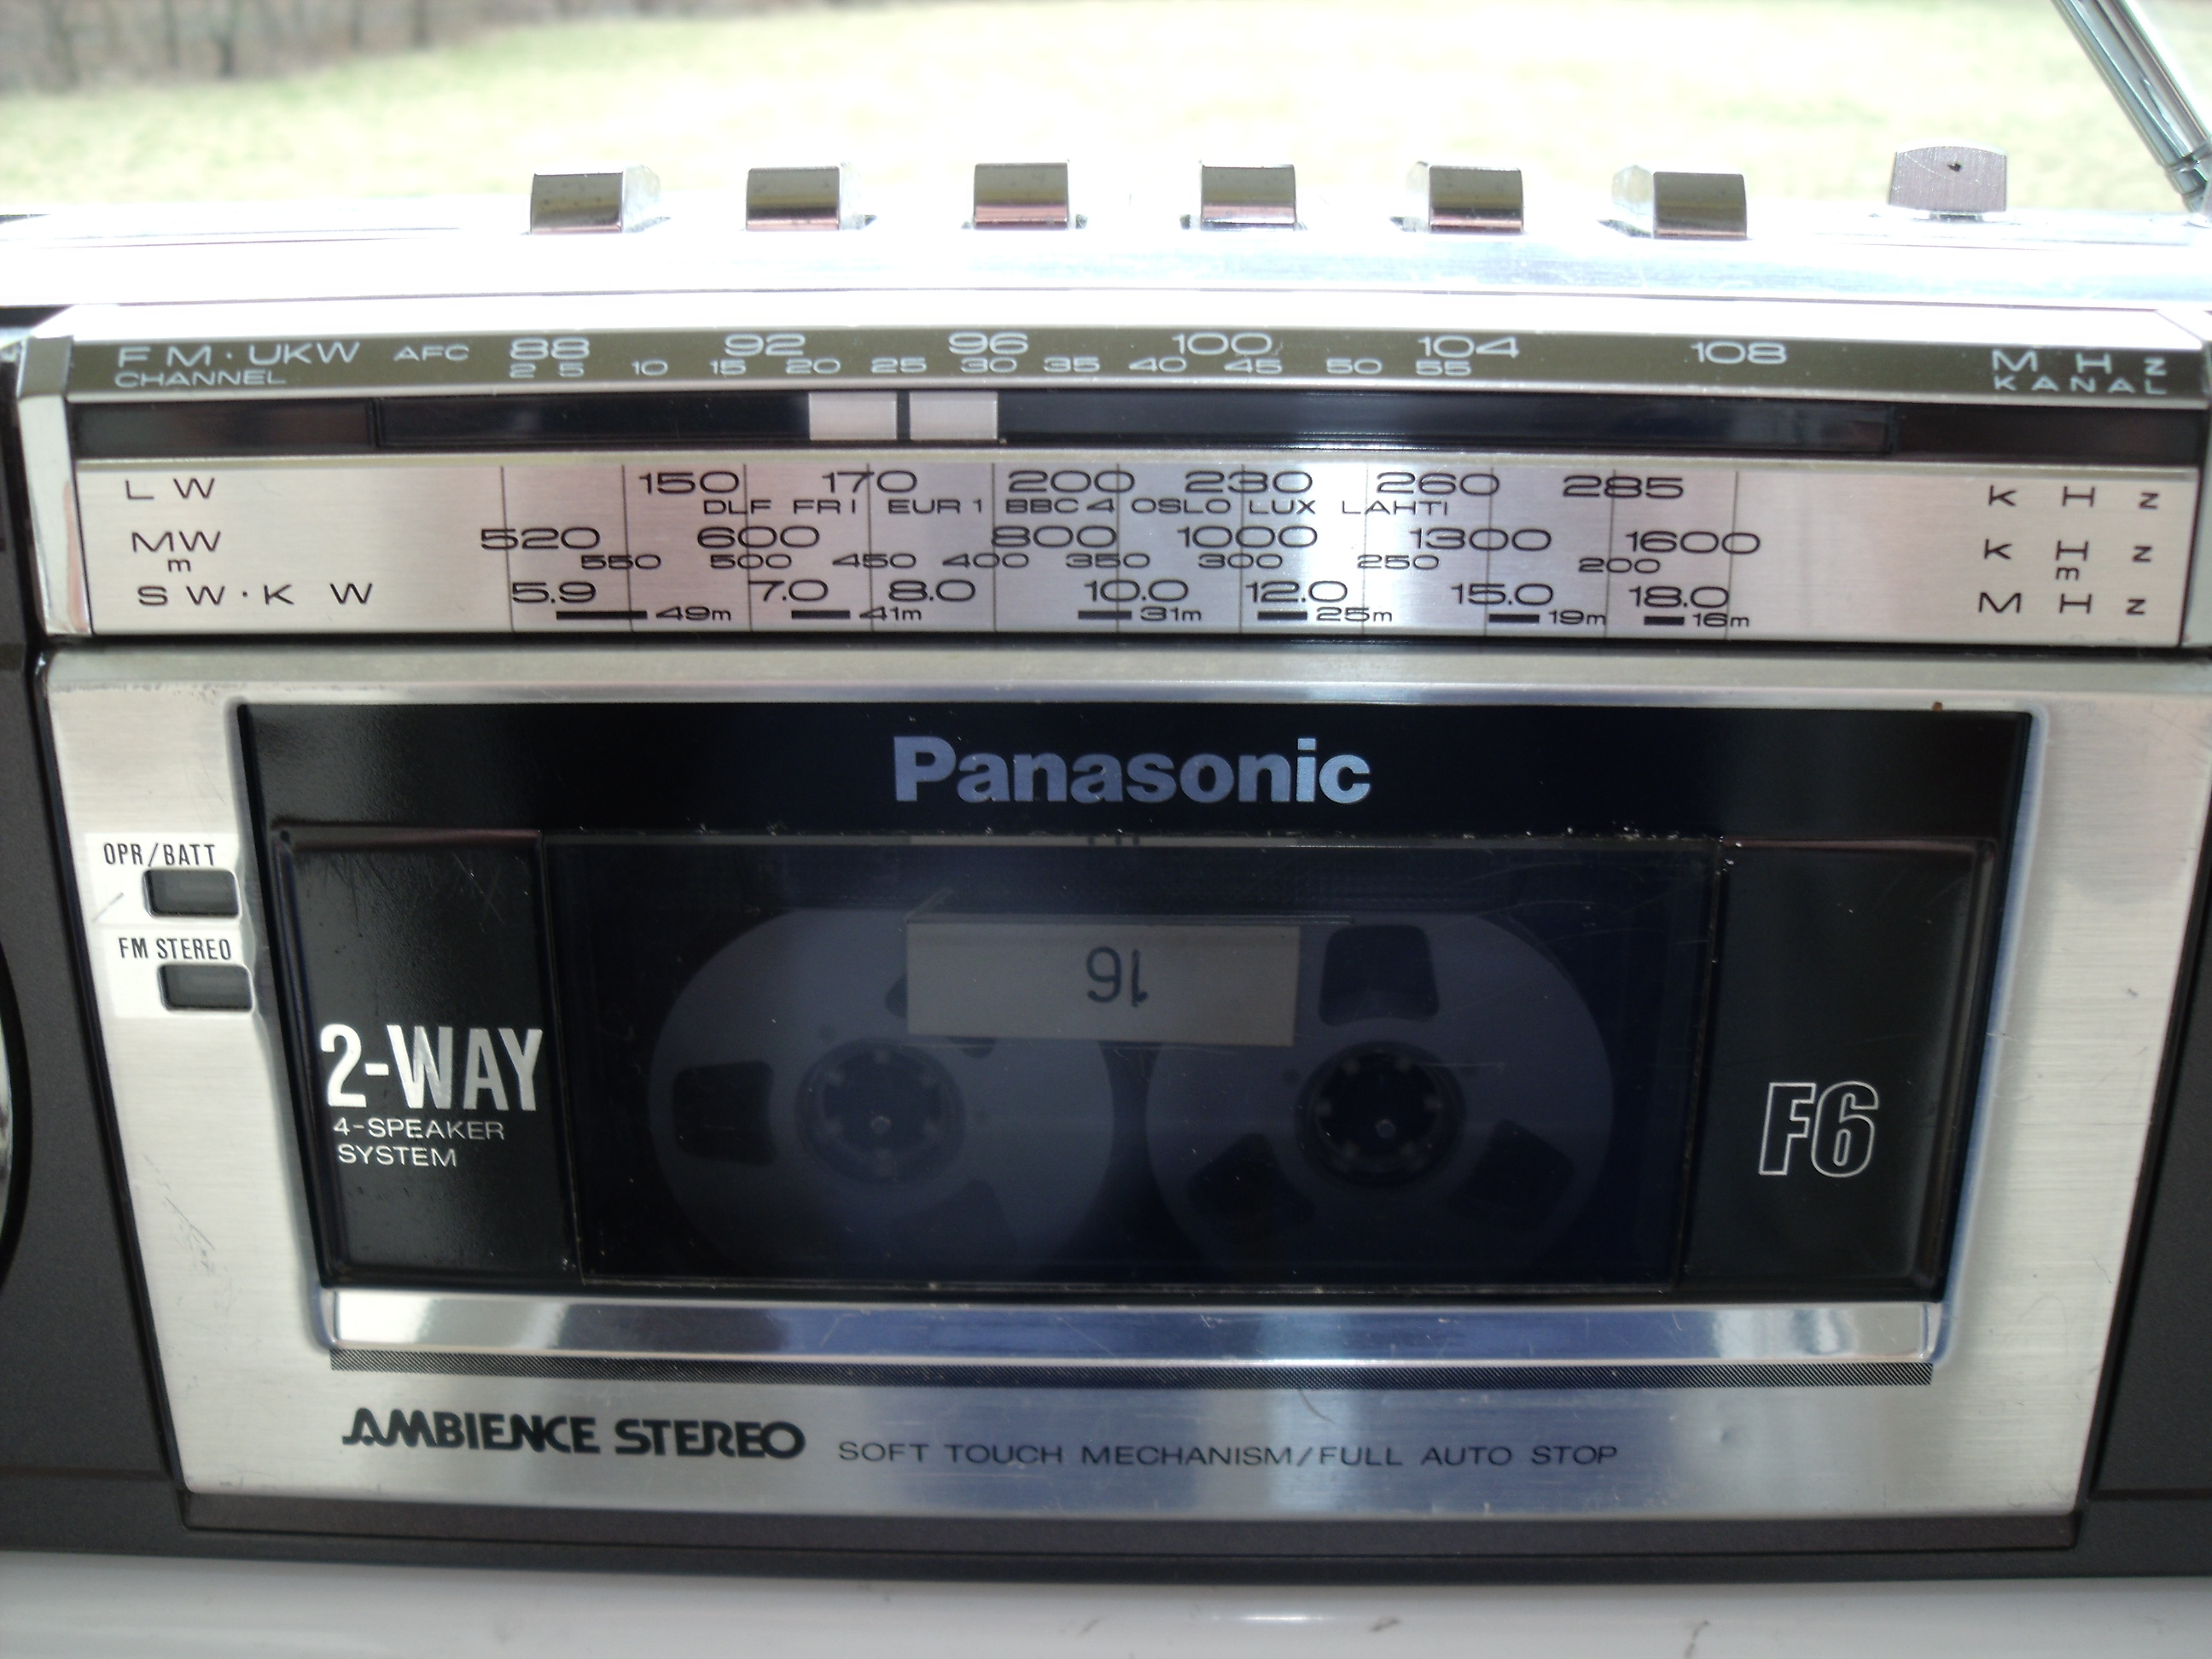 FM·UKW AFC 88 92 96 100 104 108 MHz
CHANNEL 2 5 10 15 20 25 30 35 40 45 50 55 KANAL
LW 150 170 200 230 260 285 KHz
DLF FRI EUR 1 BBC 4 OSLO LUX LAHTI
MW 520 600 800 1000 1300 1600 KHz
m 550 500 450 400 350 300 250 200 m
SW·KW 5.9 7.0 8.0 10.0 12.0 15.0 18.0 MHz
49m 41m 31m 25m 19m 16m
Panasonic
OPR/BATT
FM STEREO
16
2-WAY
4-SPEAKER
SYSTEM
F6
AMBIENCE STEREO SOFT TOUCH MECHANISM/FULL AUTO STOP